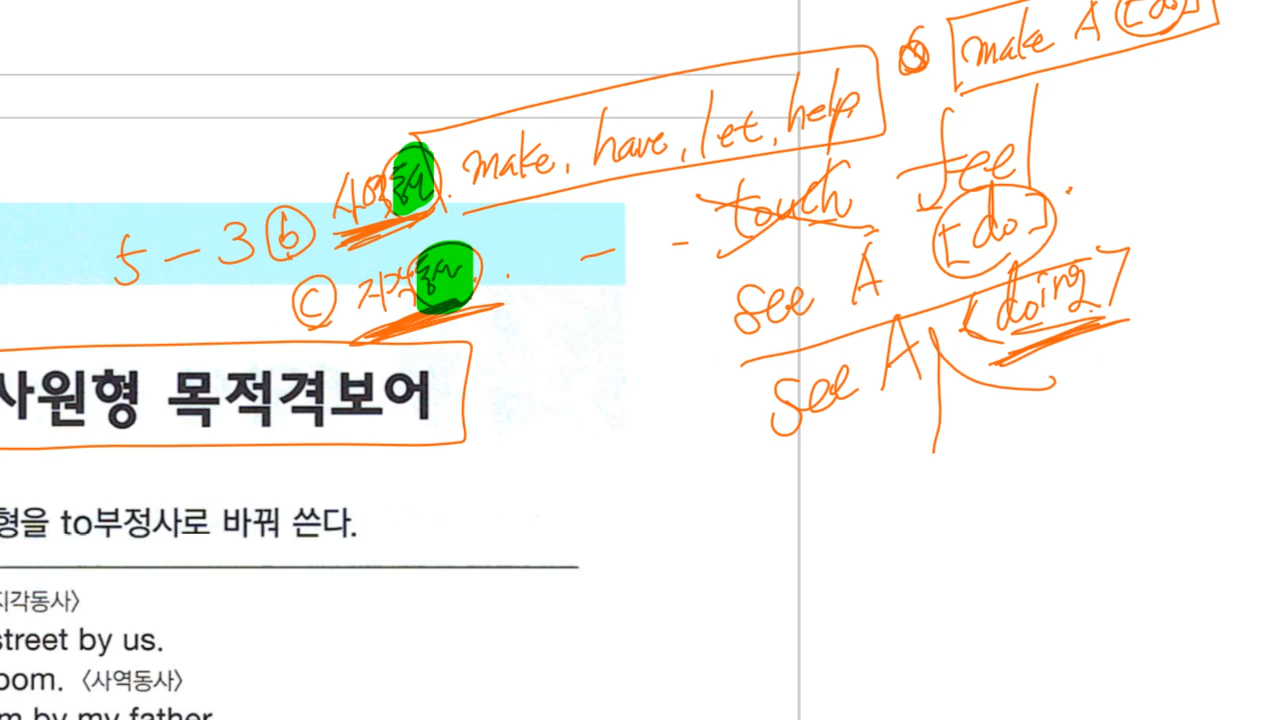 make A [do]
사역동사. make, have, let, help
5-3 ⓑ
touch feel
ⓒ 지각동사. - -
see A [do].
<doing>
see A
사원형 목적격보어
형을 to부정사로 바꿔 쓴다.
지각동사〉
street by us.
oom. 〈사역동사〉
m by my father